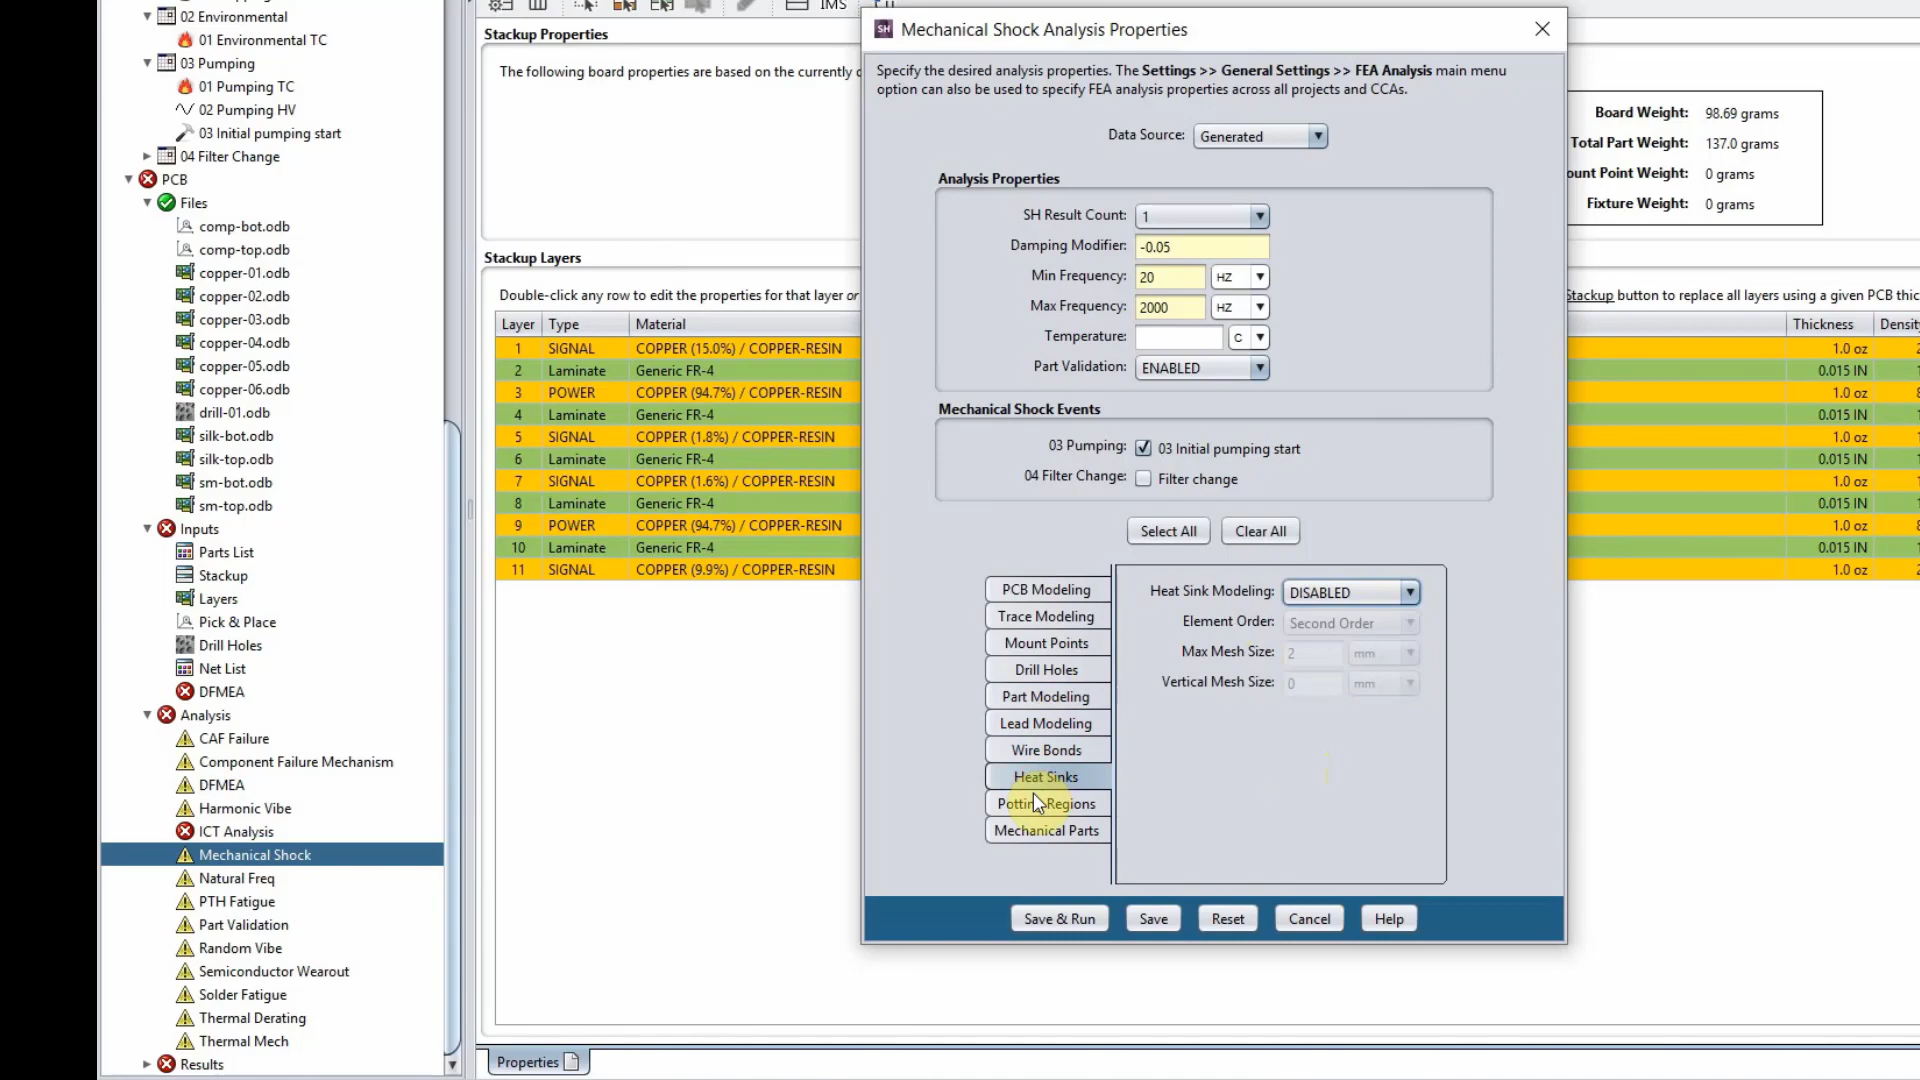 02 Environmental
01 Environmental TC
03 Pumping
01 Pumping TC
02 Pumping HV
03 Initial pumping start
04 Filter Change
PCB
Files
comp-bot.odb
comp-top.odb
copper-01.odb
copper-02.odb
copper-03.odb
copper-04.odb
copper-05.odb
copper-06.odb
drill-01.odb
silk-bot.odb
silk-top.odb
sm-bot.odb
sm-top.odb
Inputs
Parts List
Stackup
Layers
Pick & Place
Drill Holes
Net List
DFMEA
Analysis
CAF Failure
Component Failure Mechanism
DFMEA
Harmonic Vibe
ICT Analysis
Mechanical Shock
Natural Freq
PTH Fatigue
Part Validation
Random Vibe
Semiconductor Wearout
Solder Fatigue
Thermal Derating
Thermal Mech
Results
IMS
Stackup Properties
The following board properties are based on the currently
Board Weight: 98.69 grams
Total Part Weight: 137.0 grams
ount Point Weight: 0 grams
Fixture Weight: 0 grams
Stackup Layers
Double-click any row to edit the properties for that layer or
Stackup button to replace all layers using a given PCB thic
Layer Type Material Thickness Density
1 SIGNAL COPPER (15.0%) / COPPER-RESIN 1.0 oz
2 Laminate Generic FR-4 0.015 IN
3 POWER COPPER (94.7%) / COPPER-RESIN 1.0 oz
4 Laminate Generic FR-4 0.015 IN
5 SIGNAL COPPER (1.8%) / COPPER-RESIN 1.0 oz
6 Laminate Generic FR-4 0.015 IN
7 SIGNAL COPPER (1.6%) / COPPER-RESIN 1.0 oz
8 Laminate Generic FR-4 0.015 IN
9 POWER COPPER (94.7%) / COPPER-RESIN 1.0 oz
10 Laminate Generic FR-4 0.015 IN
11 SIGNAL COPPER (9.9%) / COPPER-RESIN 1.0 oz
Properties
SH Mechanical Shock Analysis Properties
Specify the desired analysis properties. The Settings >> General Settings >> FEA Analysis main menu
option can also be used to specify FEA analysis properties across all projects and CCAs.
Data Source: Generated
Analysis Properties
SH Result Count: 1
Damping Modifier: -0.05
Min Frequency: 20 HZ
Max Frequency: 2000 HZ
Temperature: C
Part Validation: ENABLED
Mechanical Shock Events
03 Pumping: 03 Initial pumping start
04 Filter Change: Filter change
Select All Clear All
PCB Modeling
Trace Modeling
Mount Points
Drill Holes
Part Modeling
Lead Modeling
Wire Bonds
Heat Sinks
Potting Regions
Mechanical Parts
Heat Sink Modeling: DISABLED
Element Order: Second Order
Max Mesh Size: 2 mm
Vertical Mesh Size: 0 mm
Save & Run Save Reset Cancel Help